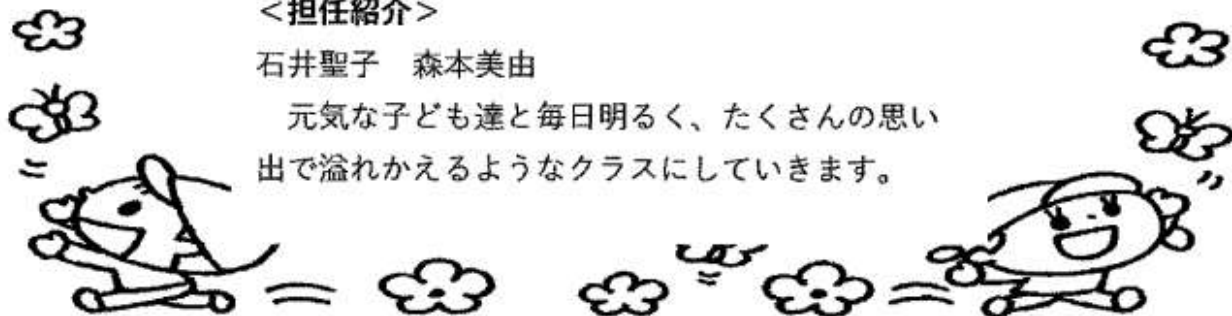 <担任紹介>
石井聖子　森本美由
　元気な子ども達と毎日明るく、たくさんの思い
出で溢れかえるようなクラスにしていきます。